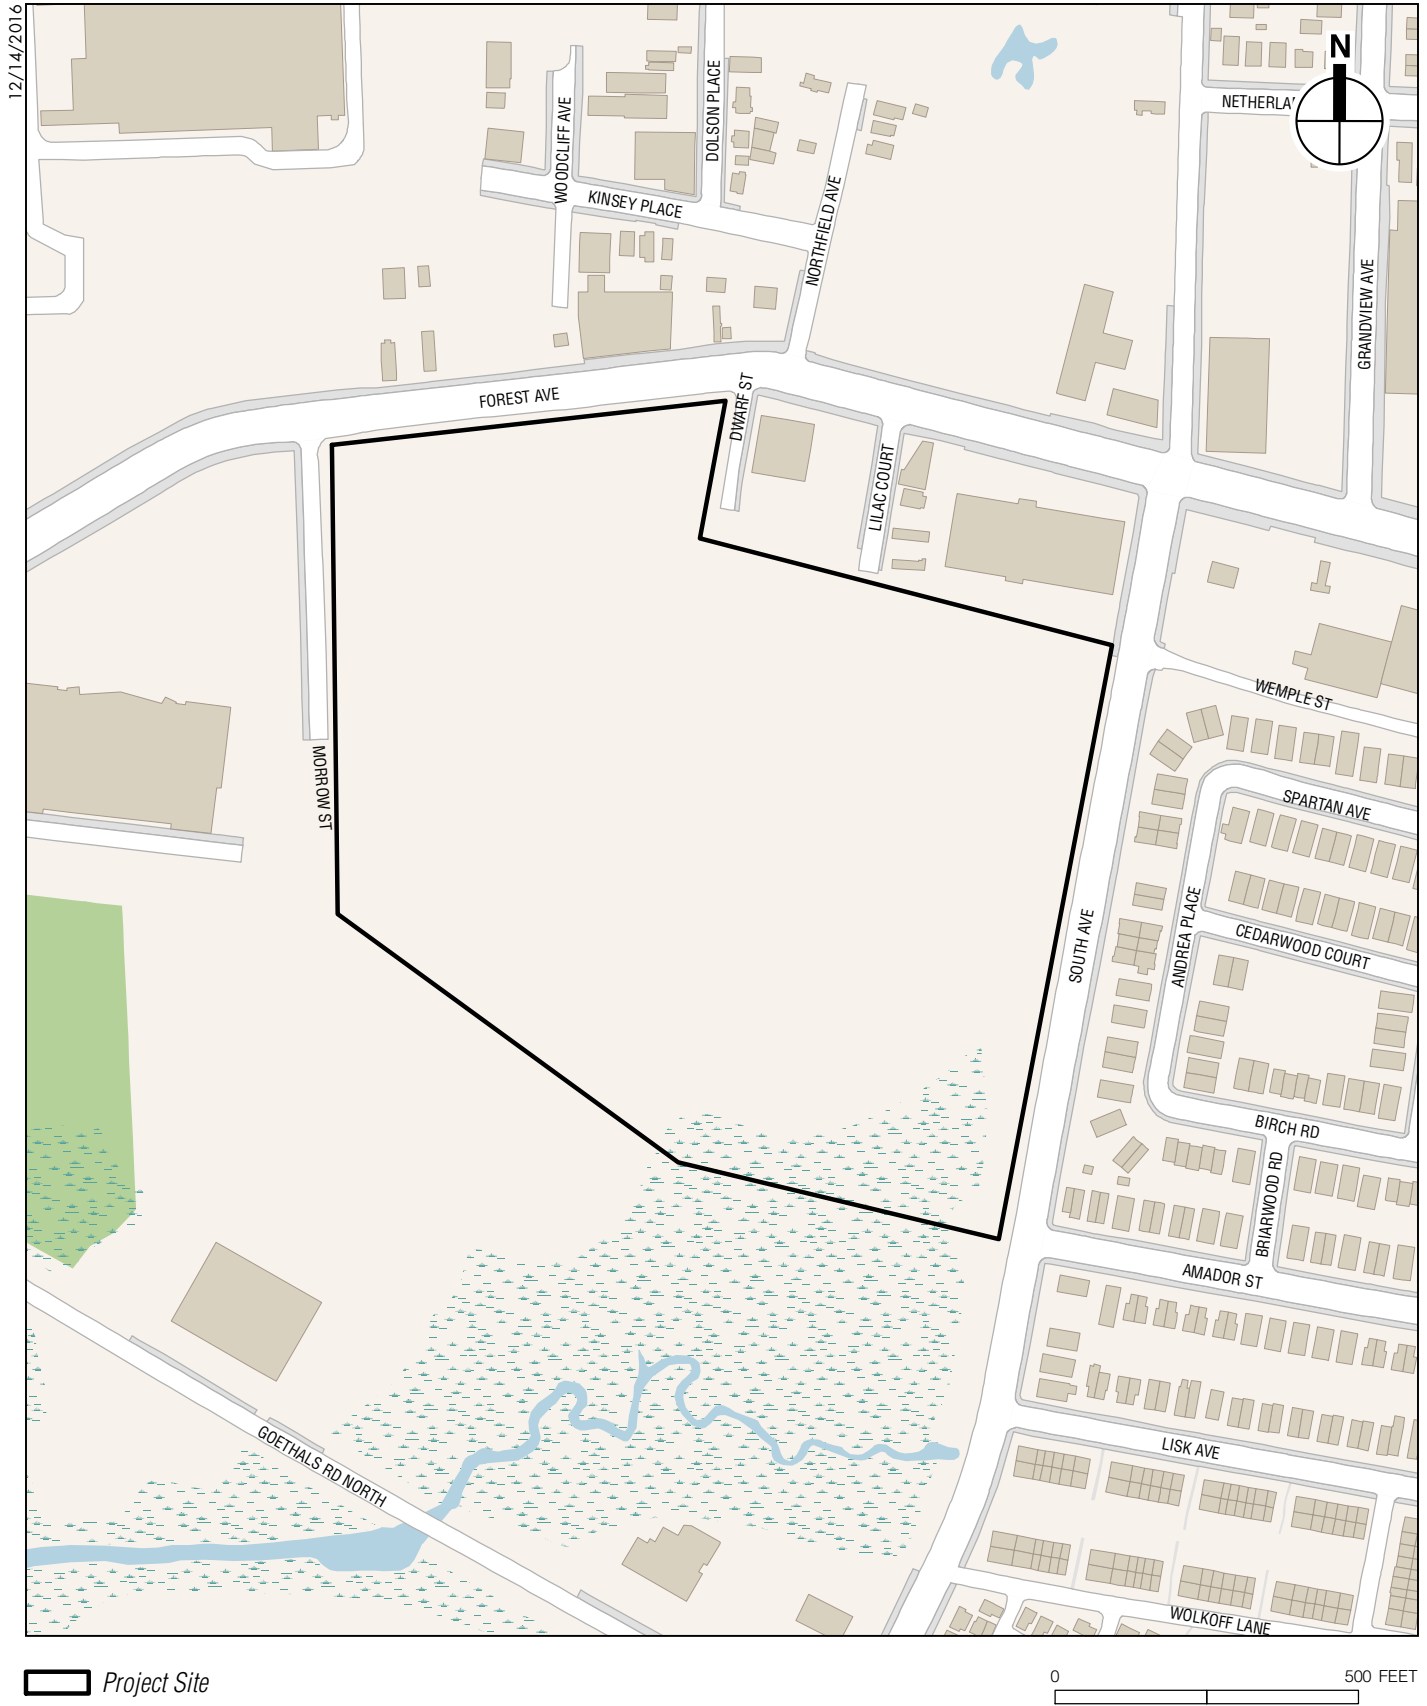 12/14/2016
N
NETHERLA
WOODCLIFF AVE
DOLSON PLACE
KINSEY PLACE
NORTHFIELD AVE
GRANDVIEW AVE
FOREST AVE
DWARF ST
LILAC COURT
WEMPLE ST
MORROW ST
SPARTAN AVE
ANDREA PLACE
SOUTH AVE
CEDARWOOD COURT
BIRCH RD
BRIARWOOD RD
AMADOR ST
GOETHALS RD NORTH
LISK AVE
WOLKOFF LANE
Project Site
0 500 FEET